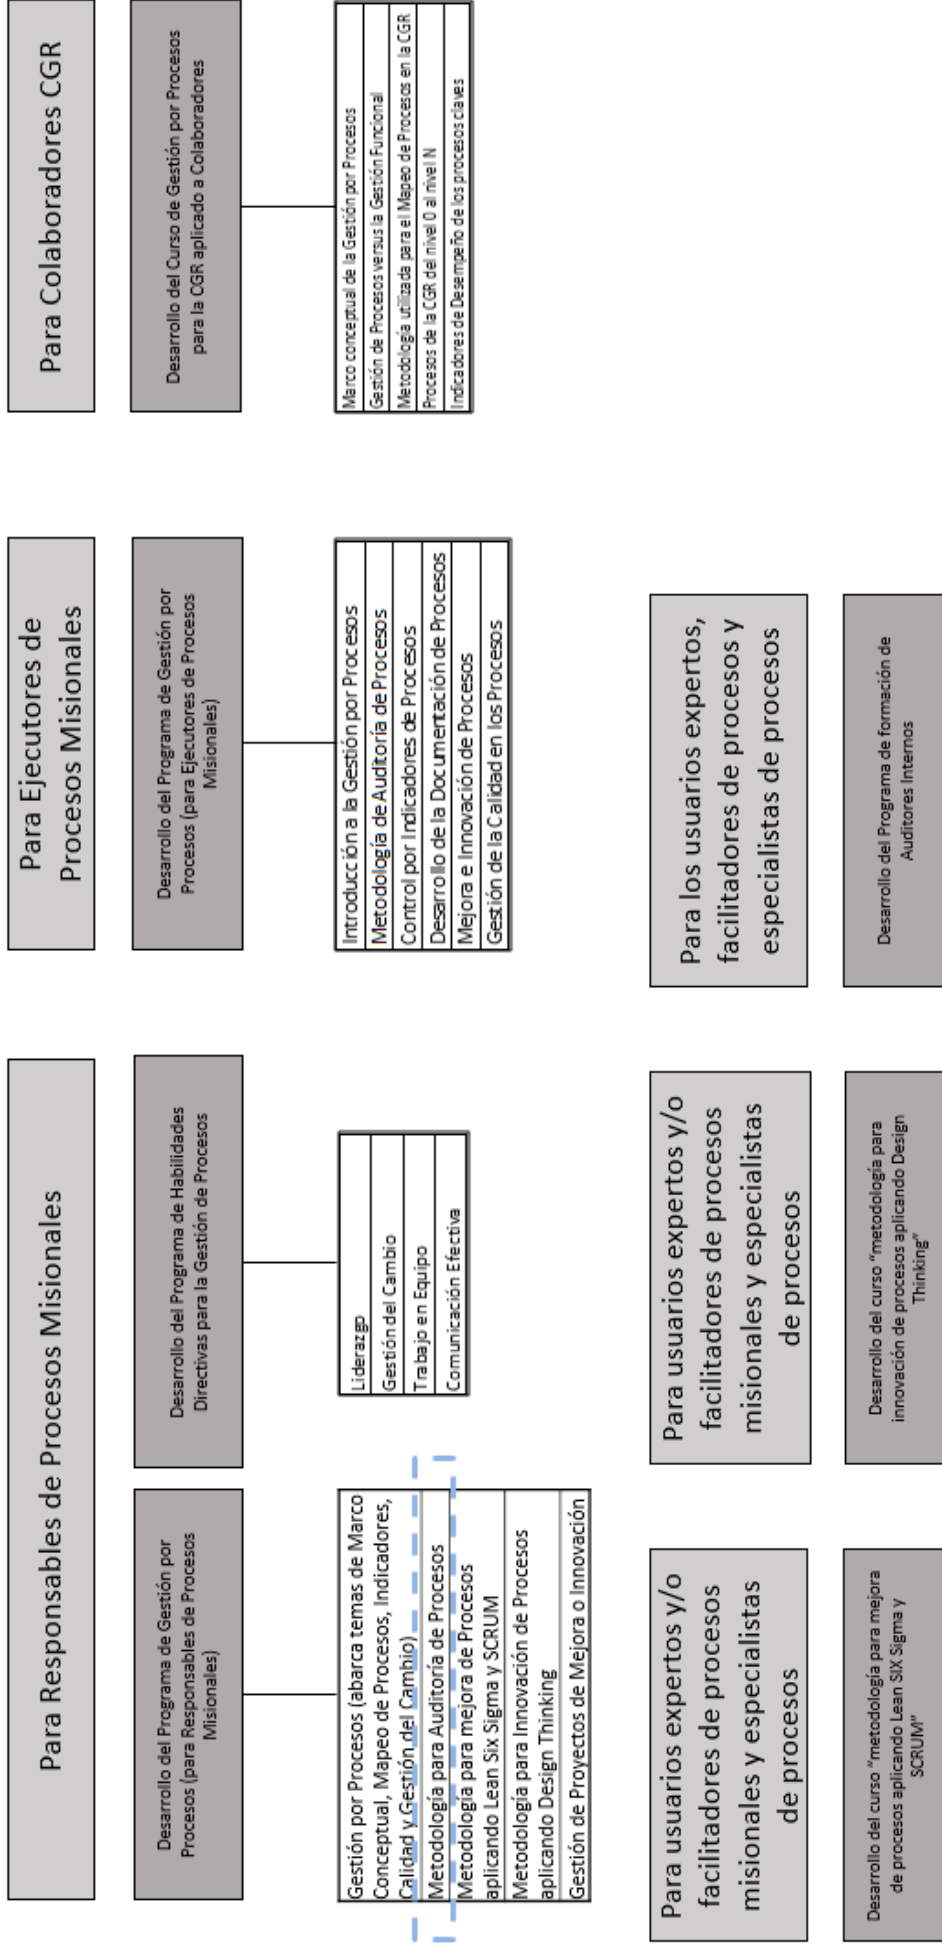 Para Responsables de Procesos Misionales
Desarrollo del Programa de Gestión por
Procesos (para Responsables de Procesos
Misionales)
Gestión por Procesos (abarca temas de Marco
Conceptual, Mapeo de Procesos, Indicadores,
Calidad y Gestión del Cambio)
Metodología para Auditoría de Procesos
Metodología para mejora de Procesos
aplicando Lean Six Sigma y SCRUM
Metodología para Innovación de Procesos
aplicando Design Thinking
Gestión de Proyectos de Mejora o Innovación
Desarrollo del Programa de Habilidades
Directivas para la Gestión de Procesos
Liderazgo
Gestión del Cambio
Trabajo en Equipo
Comunicación Efectiva
Para Ejecutores de
Procesos Misionales
Desarrollo del Programa de Gestión por
Procesos (para Ejecutores de Procesos
Misionales)
Introducción a la Gestión por Procesos
Metodología de Auditoría de Procesos
Control por Indicadores de Procesos
Desarrollo de la Documentación de Procesos
Mejora e Innovación de Procesos
Gestión de la Calidad en los Procesos
Para Colaboradores CGR
Desarrollo del Curso de Gestión por Procesos
para la CGR aplicado a Colaboradores
Marco conceptual de la Gestión por Procesos
Gestión de Procesos versus la Gestión Funcional
Metodología utilizada para el Mapeo de Procesos en la CGR
Procesos de la CGR del nivel 0 al nivel N
Indicadores de Desempeño de los procesos claves
Para usuarios expertos y/o
facilitadores de procesos
misionales y especialistas
de procesos
Desarrollo del curso "metodología para mejora
de procesos aplicando Lean SIX Sigma y
SCRUM"
Para usuarios expertos y/o
facilitadores de procesos
misionales y especialistas
de procesos
Desarrollo del curso "metodología para
innovación de procesos aplicando Design
Thinking"
Para los usuarios expertos,
facilitadores de procesos y
especialistas de procesos
Desarrollo del Programa de formación de
Auditores Internos